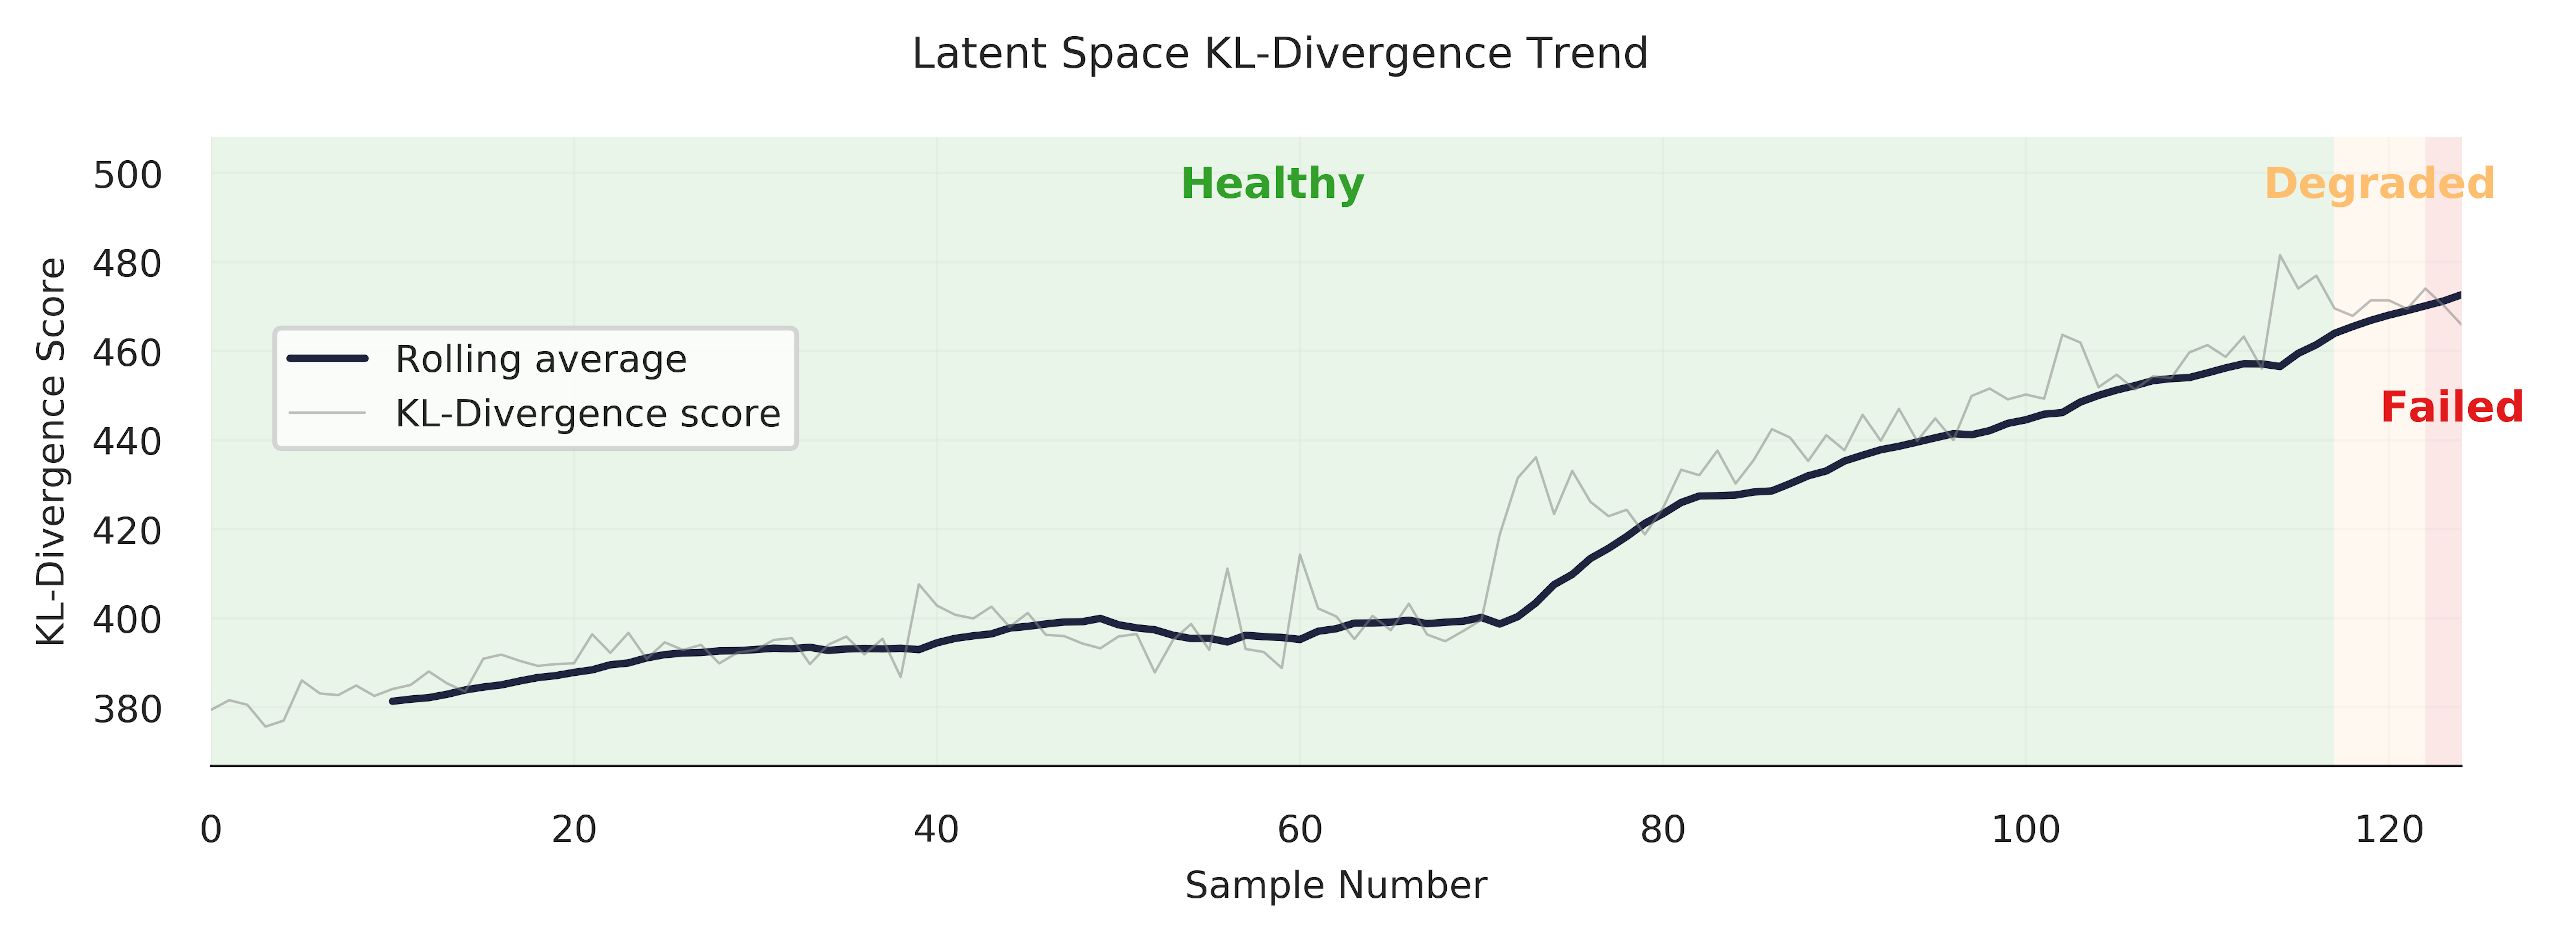 Latent Space KL-Divergence Trend
500
480
460
440
420
400
380
KL-Divergence Score
Healthy
Degraded
Failed
Rolling average
KL-Divergence score
0 20 40 60 80 100 120
Sample Number